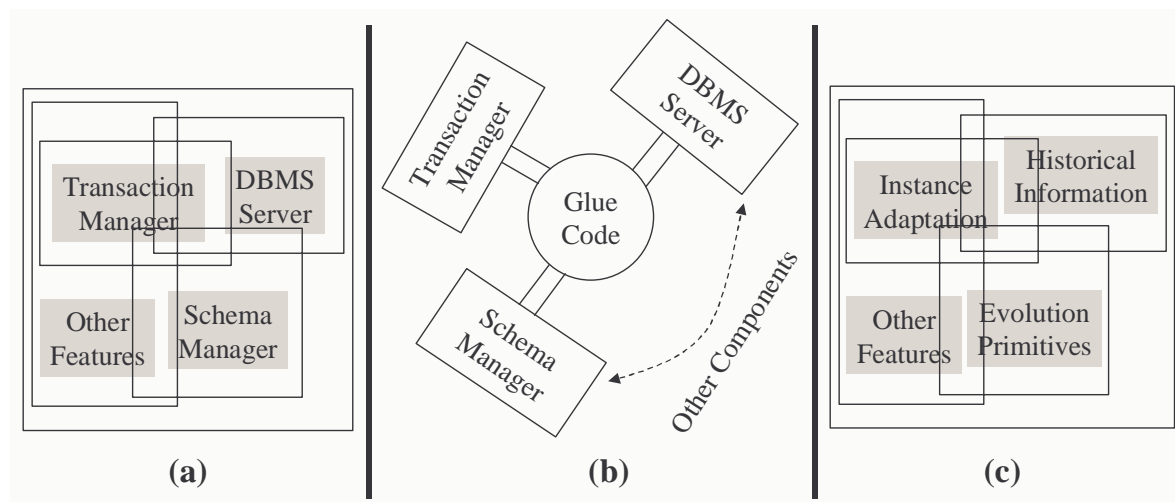 Transaction
Manager
DBMS
Server
Other
Features
Schema
Manager
(a)
Transaction
Manager
DBMS
Server
Glue
Code
Schema
Manager
Other Components
(b)
Instance
Adaptation
Historical
Information
Other
Features
Evolution
Primitives
(c)